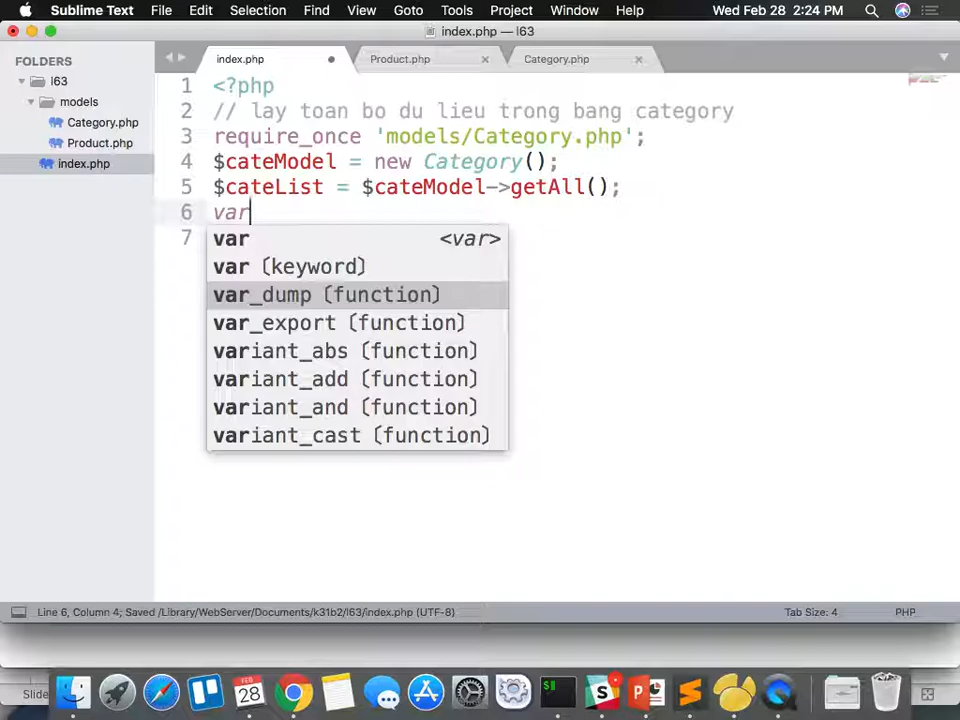 Sublime Text File Edit Selection Find View Goto Tools Project Window Help Wed Feb 28 2:24 PM
index.php — l63
FOLDERS
l63
models
Category.php
Product.php
index.php
index.php Product.php Category.php
1 <?php
2 // lay toan bo du lieu trong bang category
3 require_once 'models/Category.php';
4 $cateModel = new Category();
5 $cateList = $cateModel->getAll();
6 var
7
var <var>
var (keyword)
var_dump (function)
var_export (function)
variant_abs (function)
variant_add (function)
variant_and (function)
variant_cast (function)
Line 6, Column 4; Saved /Library/WebServer/Documents/k31b2/l63/index.php (UTF-8) Tab Size: 4 PHP
Slide
FEB
28